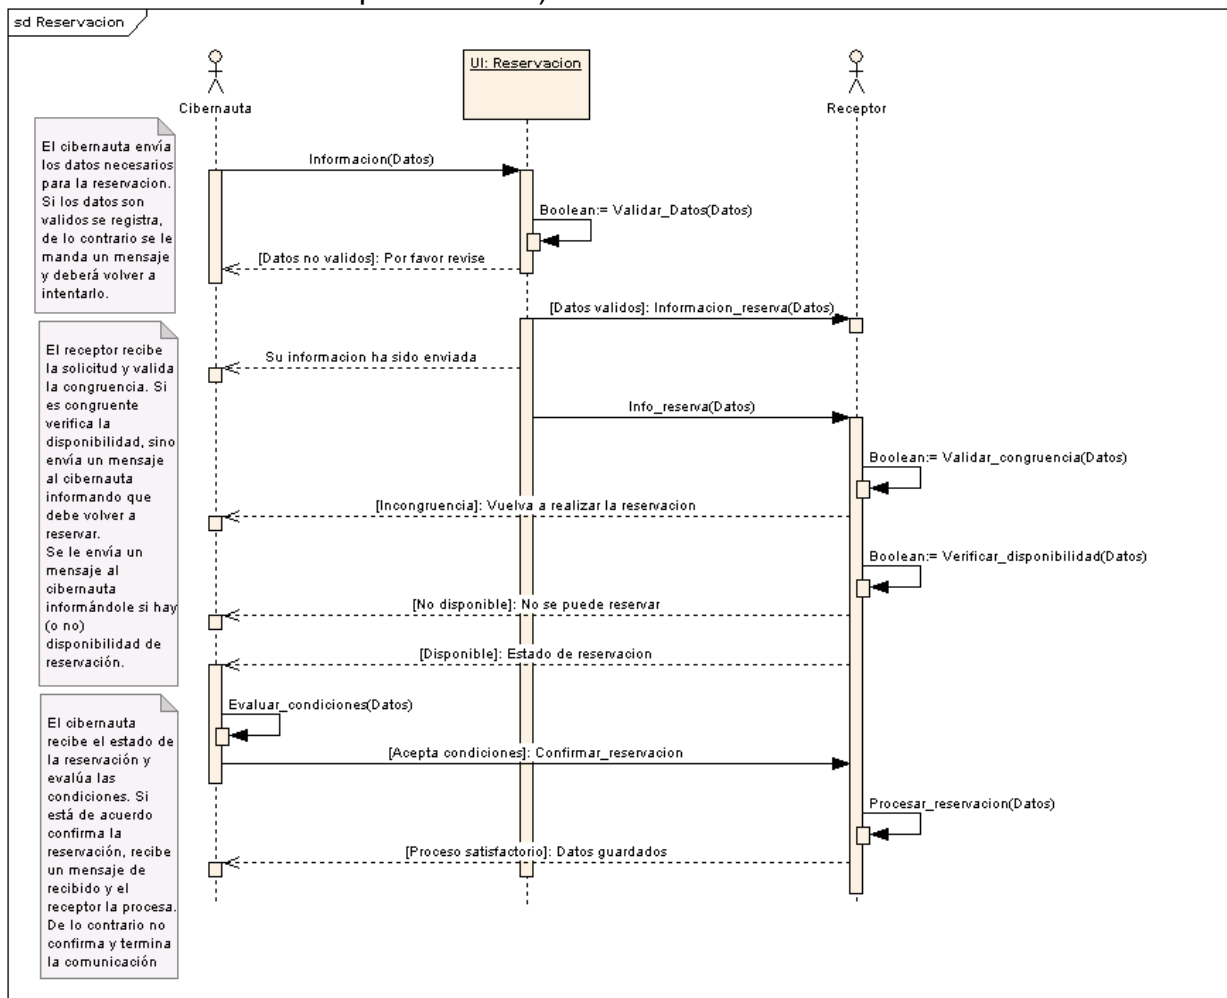 sd Reservacion
Cibernauta
UI: Reservacion
Receptor
El cibernauta envía
los datos necesarios
para la reservacion.
Si los datos son
validos se registra,
de lo contrario se le
manda un mensaje
y deberá volver a
intentarlo.
Informacion(Datos)
Boolean:= Validar_Datos(Datos)
[Datos no validos]: Por favor revise
[Datos validos]: Informacion_reserva(Datos)
El receptor recibe
la solicitud y valida
la congruencia. Si
es congruente
verifica la
disponibilidad, sino
envía un mensaje
al cibernauta
informando que
debe volver a
reservar.
Se le envía un
mensaje al
cibernauta
informándole si hay
(o no)
disponibilidad de
reservación.
Su informacion ha sido enviada
Info_reserva(Datos)
Boolean:= Validar_congruencia(Datos)
[Incongruencia]: Vuelva a realizar la reservacion
Boolean:= Verificar_disponibilidad(Datos)
[No disponible]: No se puede reservar
[Disponible]: Estado de reservacion
El cibernauta
recibe el estado de
la reservación y
evalúa las
condiciones. Si
está de acuerdo
confirma la
reservación, recibe
un mensaje de
recibido y el
receptor la procesa.
De lo contrario no
confirma y termina
la comunicación
Evaluar_condiciones(Datos)
[Acepta condiciones]: Confirmar_reservacion
Procesar_reservacion(Datos)
[Proceso satisfactorio]: Datos guardados